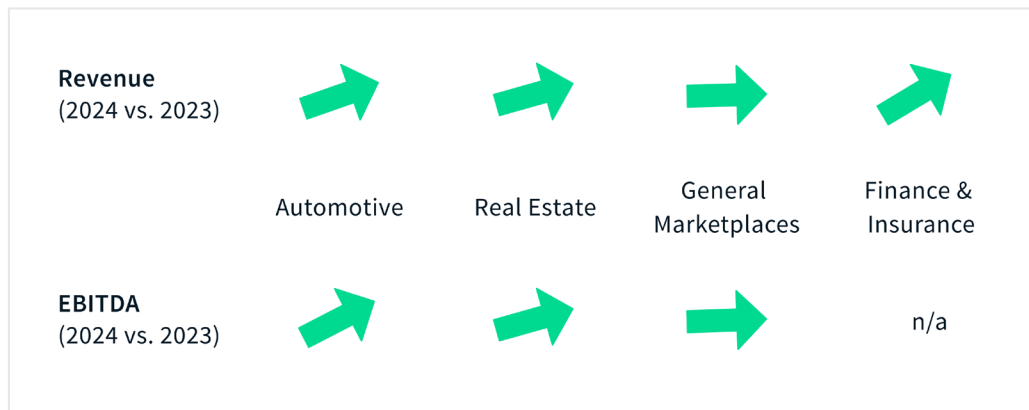 Revenue
(2024 vs. 2023)
Automotive
Real Estate
General
Marketplaces
Finance &
Insurance
EBITDA
(2024 vs. 2023)
n/a